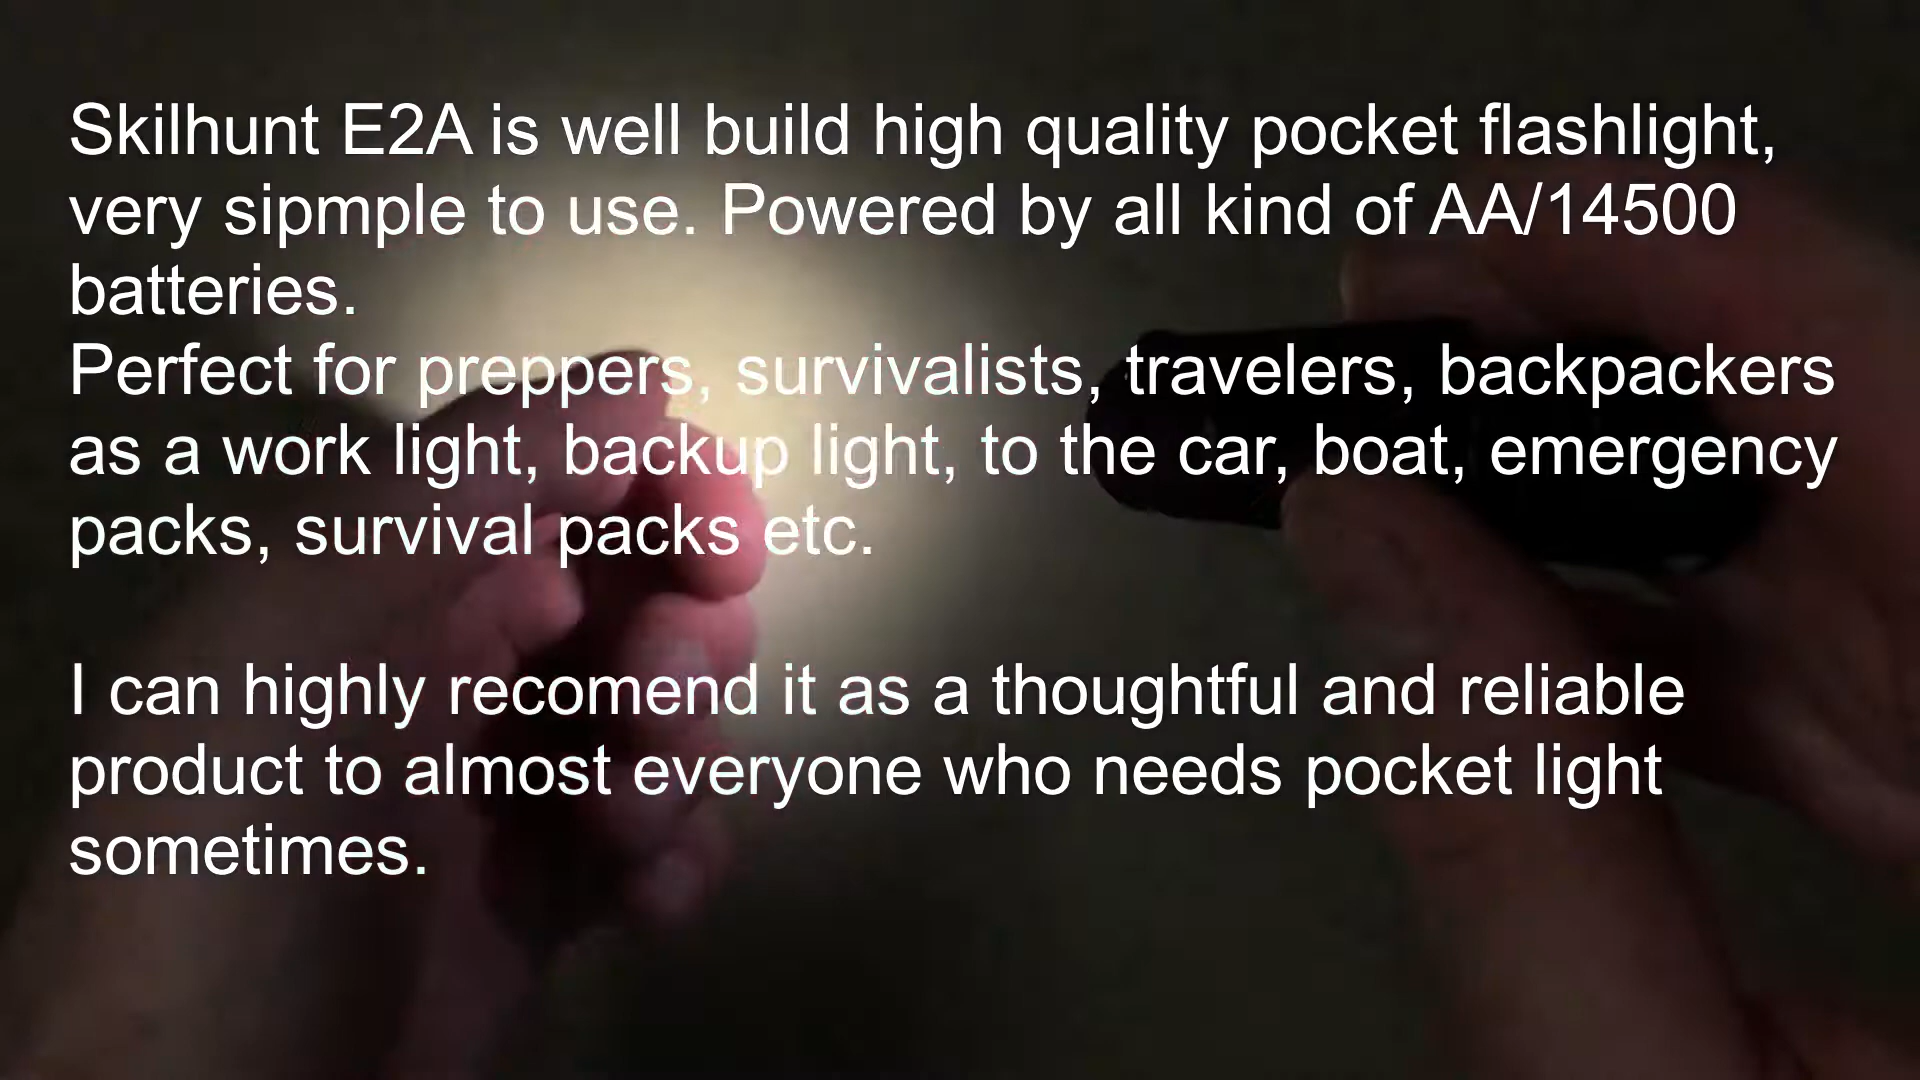 Skilhunt E2A is well build high quality pocket flashlight,
very sipmple to use. Powered by all kind of AA/14500
batteries.
Perfect for preppers, survivalists, travelers, backpackers
as a work light, backup light, to the car, boat, emergency
packs, survival packs etc.
I can highly recomend it as a thoughtful and reliable
product to almost everyone who needs pocket light
sometimes.